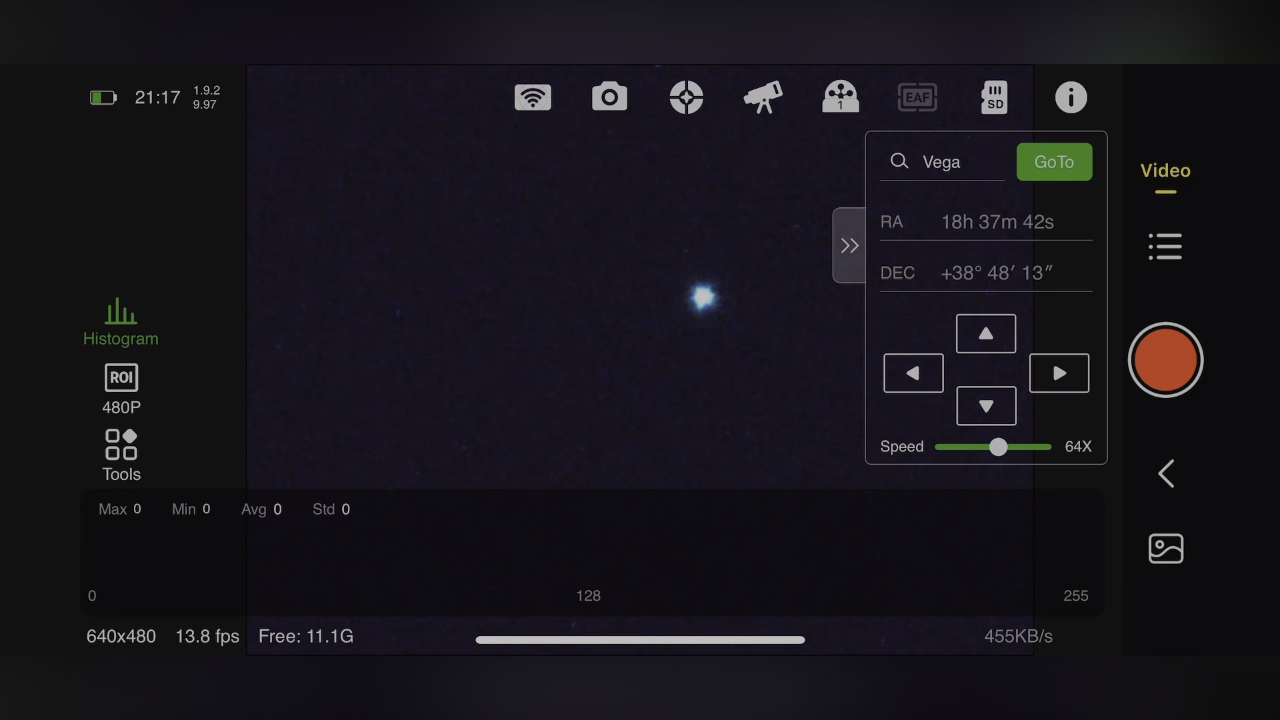 21:17 1.9.2
9.97
1 EAF SD
Vega GoTo
RA 18h 37m 42s
DEC +38° 48′ 13″
Speed 64X
Video
Histogram
ROI
480P
Tools
Max 0 Min 0 Avg 0 Std 0
0 128 255
640x480 13.8 fps Free: 11.1G 455KB/s